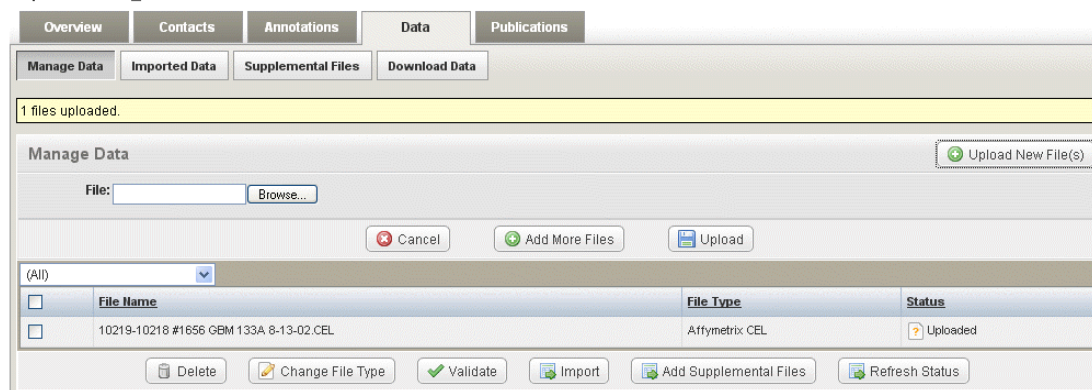 Overview Contacts Annotations Data Publications
Manage Data Imported Data Supplemental Files Download Data
1 files uploaded.
Manage Data Upload New File(s)
File: Browse...
Cancel Add More Files Upload
(All)
File Name File Type Status
10219-10218 #1656 GBM 133A 8-13-02.CEL Affymetrix CEL ? Uploaded
Delete Change File Type Validate Import Add Supplemental Files Refresh Status